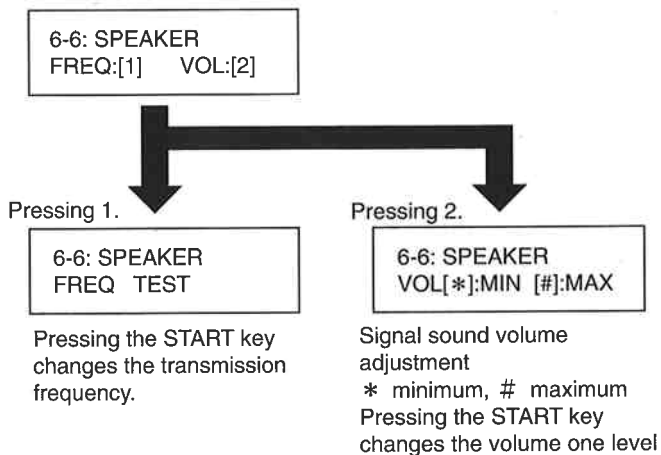 6-6: SPEAKER
FREQ:[1] VOL:[2]
Pressing 1.
6-6: SPEAKER
FREQ TEST
Pressing the START key
changes the transmission
frequency.
Pressing 2.
6-6: SPEAKER
VOL[*]:MIN [#]:MAX
Signal sound volume
adjustment
* minimum, # maximum
Pressing the START key
changes the volume one level